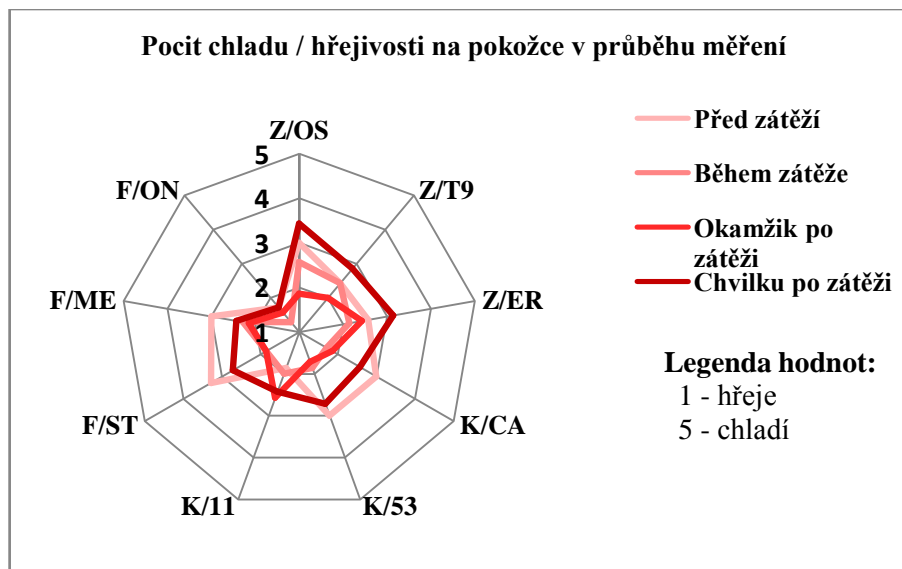 Pocit chladu / hřejivosti na pokožce v průběhu měření
Z/OS
Z/T9
Z/ER
K/CA
K/53
K/11
F/ST
F/ME
F/ON
5
4
3
2
1
Před zátěží
Během zátěže
Okamžik po
zátěži
Chvilku po zátěži
Legenda hodnot:
1 - hřeje
5 - chladí